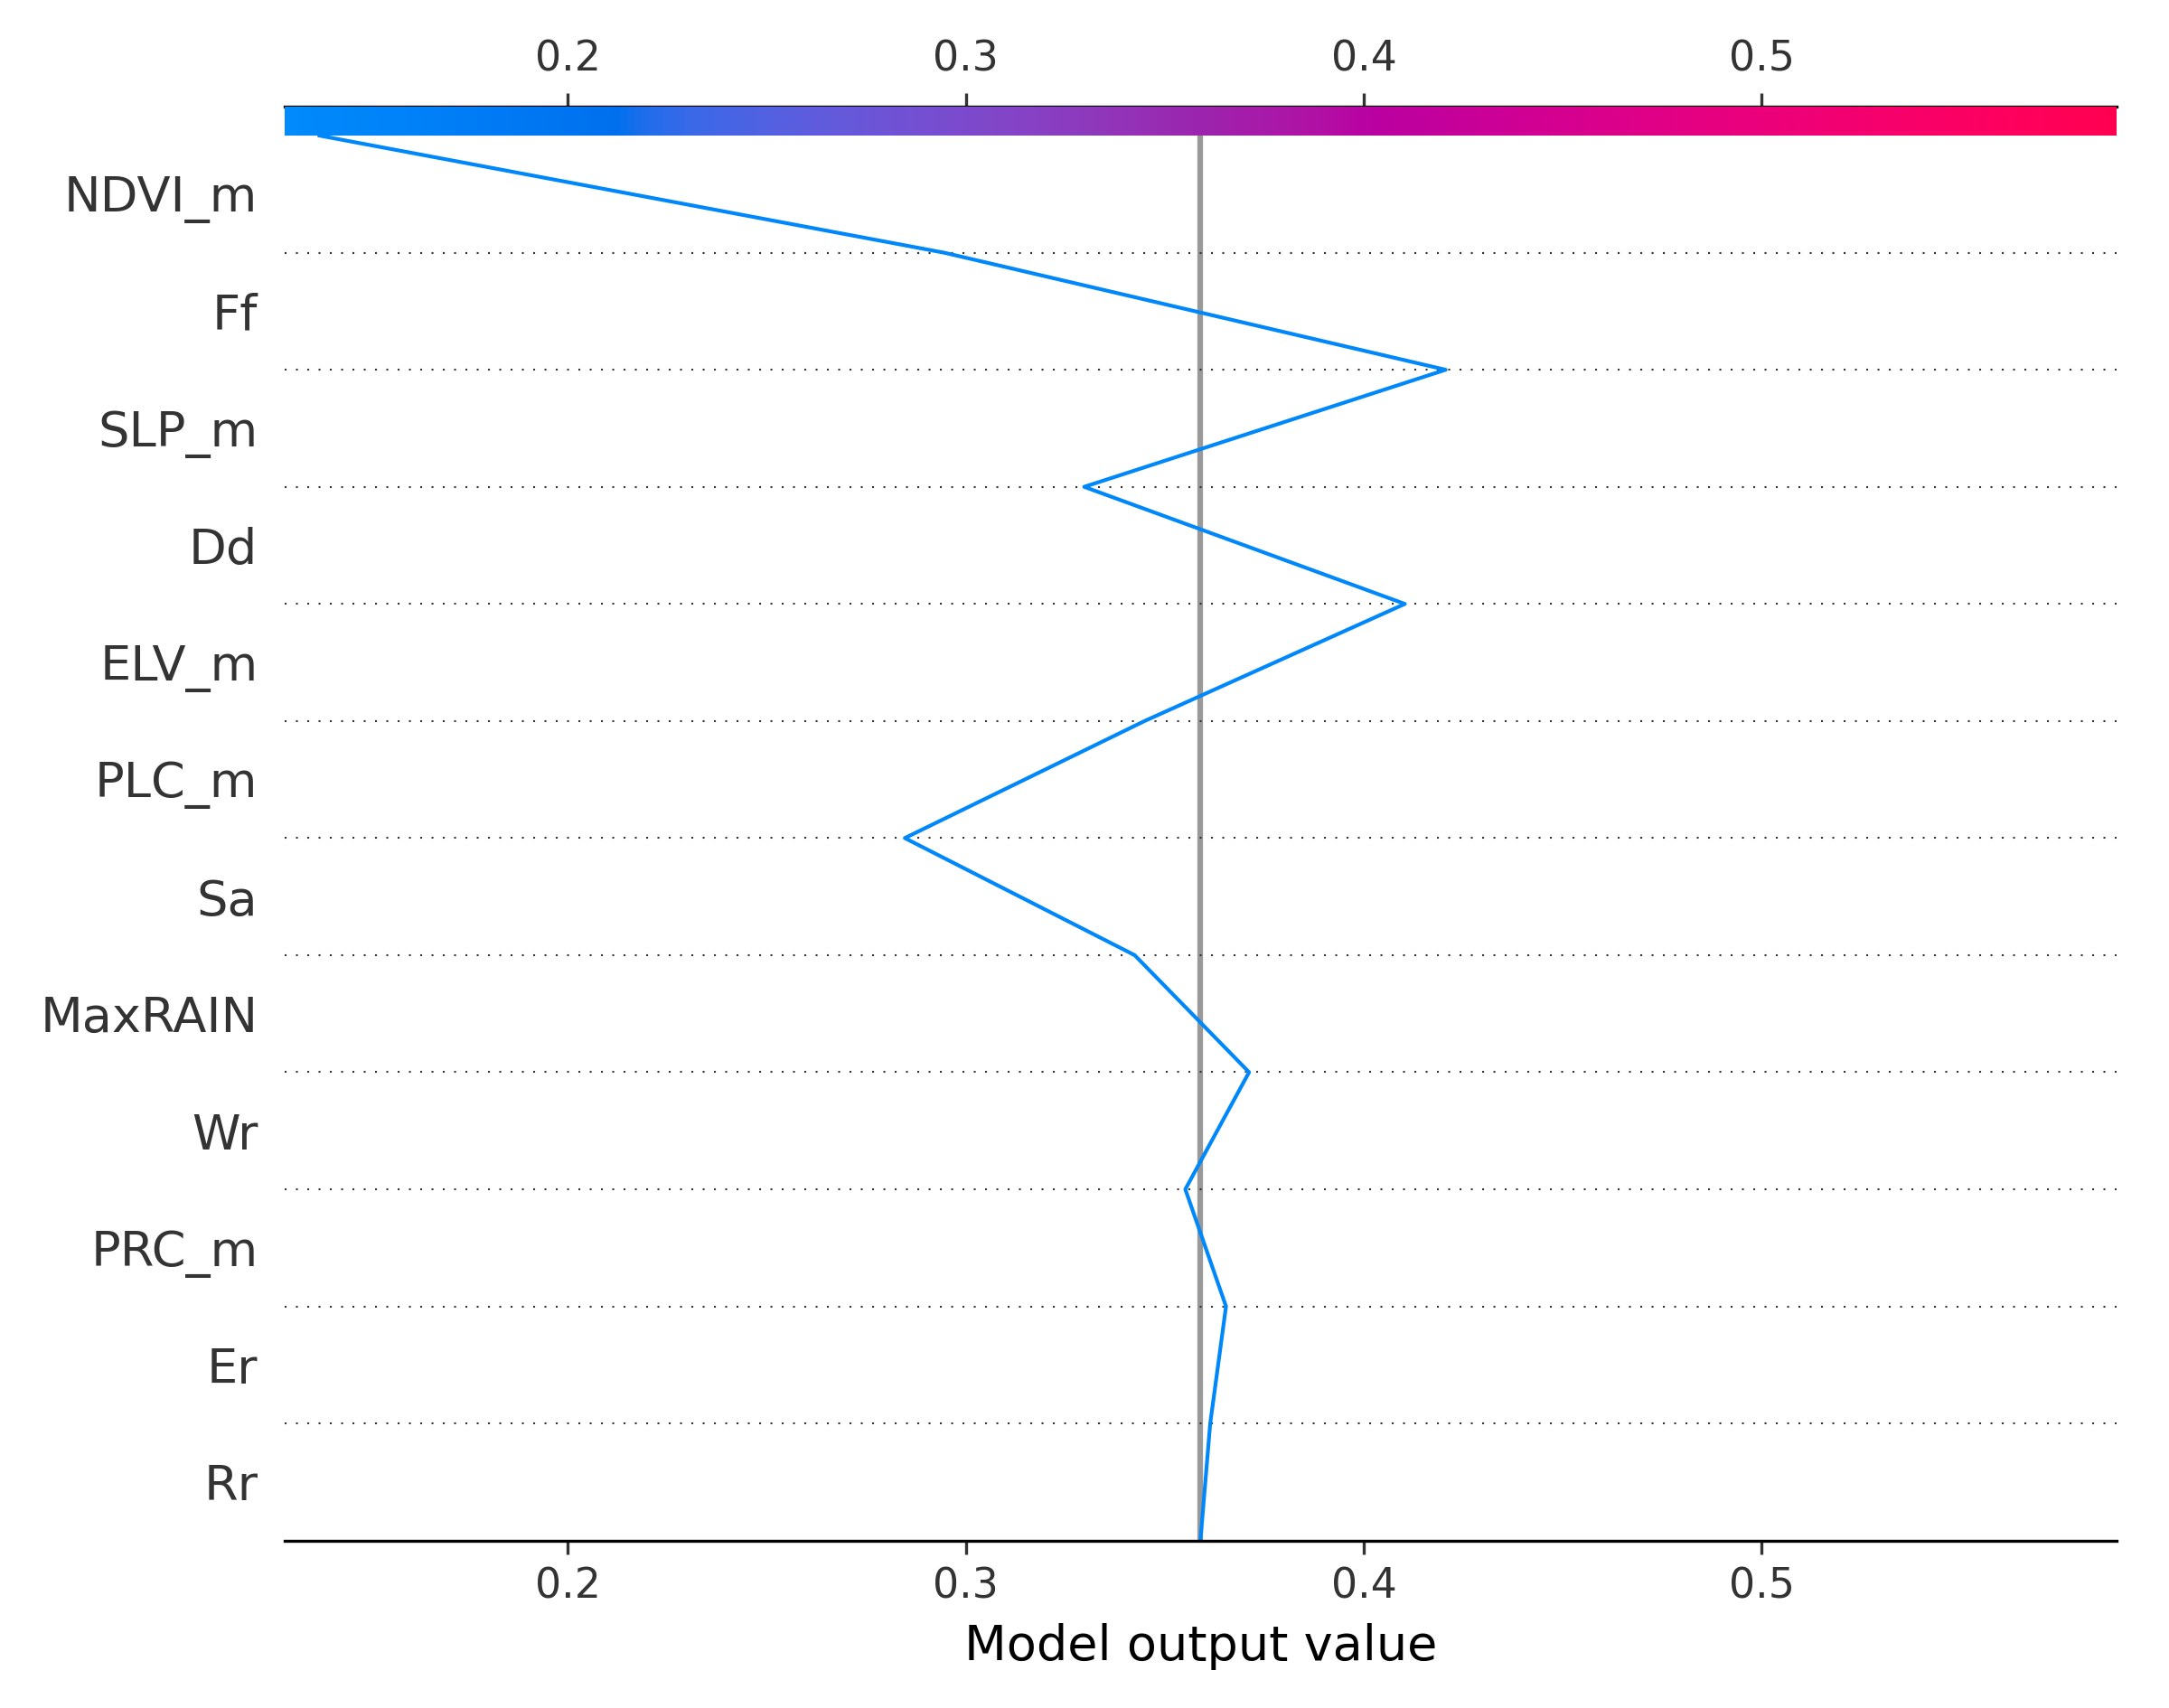 0.2 0.3 0.4 0.5
NDVI_m
Ff
SLP_m
Dd
ELV_m
PLC_m
Sa
MaxRAIN
Wr
PRC_m
Er
Rr
0.2 0.3 0.4 0.5
Model output value